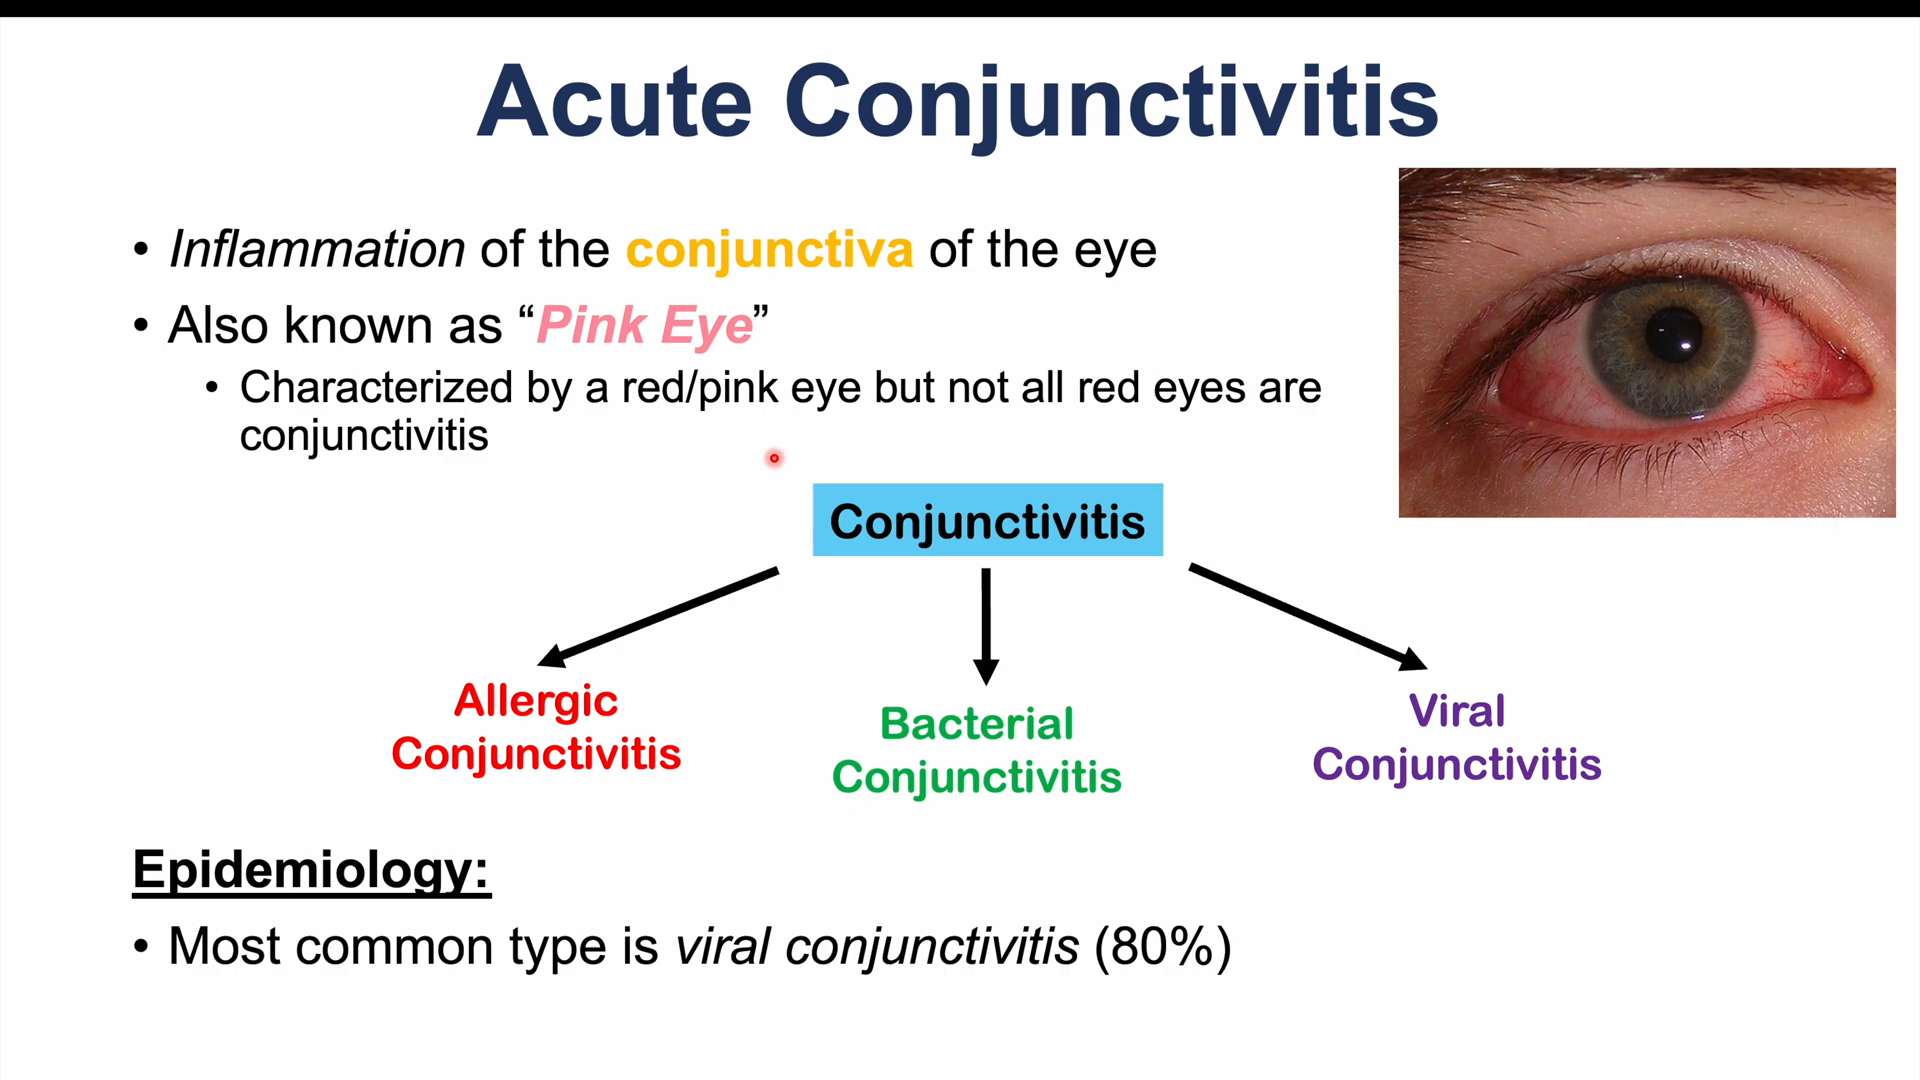 Acute Conjunctivitis
• Inflammation of the conjunctiva of the eye
• Also known as “Pink Eye”
• Characterized by a red/pink eye but not all red eyes are
conjunctivitis
Conjunctivitis
Allergic
Conjunctivitis
Bacterial
Conjunctivitis
Viral
Conjunctivitis
Epidemiology:
• Most common type is viral conjunctivitis (80%)